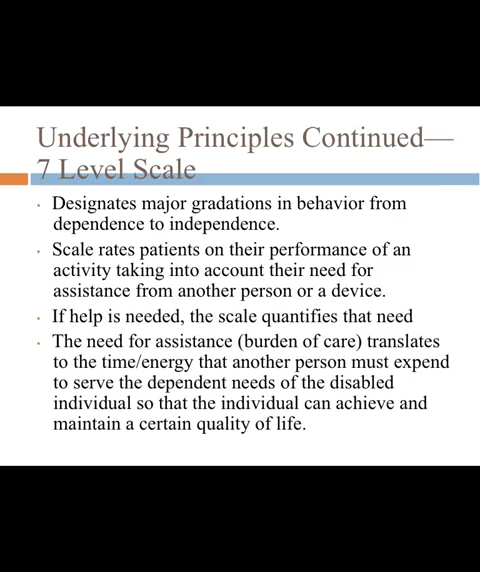 Underlying Principles Continued—
7 Level Scale
• Designates major gradations in behavior from
dependence to independence.
• Scale rates patients on their performance of an
activity taking into account their need for
assistance from another person or a device.
• If help is needed, the scale quantifies that need
• The need for assistance (burden of care) translates
to the time/energy that another person must expend
to serve the dependent needs of the disabled
individual so that the individual can achieve and
maintain a certain quality of life.